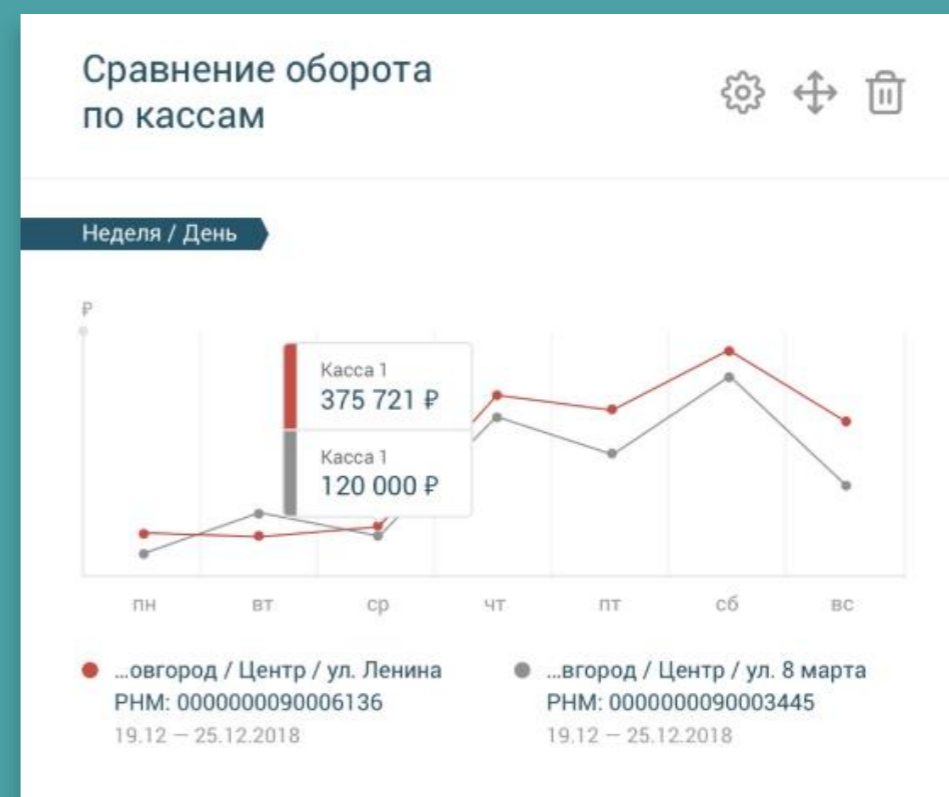 Сравнение оборота
по кассам
Неделя / День
₽
Касса 1
375 721 ₽
Касса 1
120 000 ₽
пн вт ср чт пт сб вс
...овгород / Центр / ул. Ленина
РНМ: 0000000090006136
19.12 — 25.12.2018
...вгород / Центр / ул. 8 марта
РНМ: 0000000090003445
19.12 — 25.12.2018